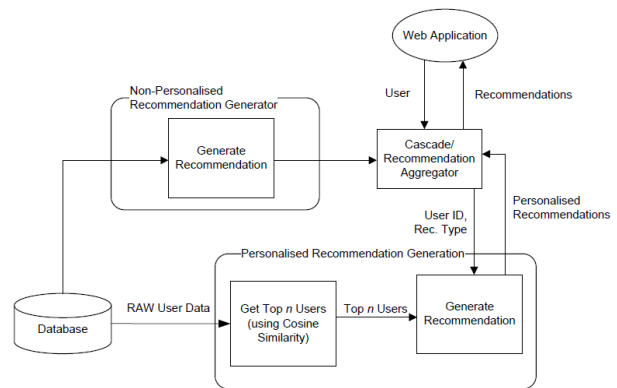 Web Application
User
Recommendations
Non-Personalised
Recommendation Generator
Generate
Recommendation
Cascade/
Recommendation
Aggregator
Personalised
Recommendations
User ID,
Rec. Type
Personalised Recommendation Generation
Database
RAW User Data
Get Top n Users
(using Cosine
Similarity)
Top n Users
Generate
Recommendation